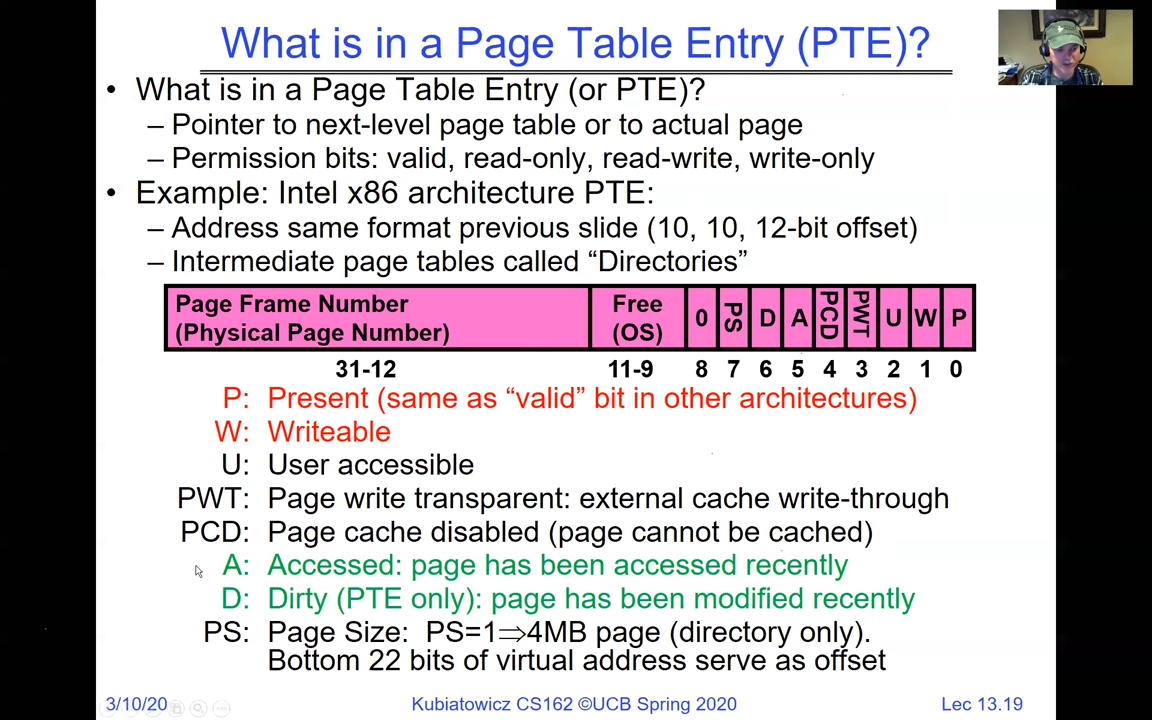 What is in a Page Table Entry (PTE)?
• What is in a Page Table Entry (or PTE)?
– Pointer to next-level page table or to actual page
– Permission bits: valid, read-only, read-write, write-only
• Example: Intel x86 architecture PTE:
– Address same format previous slide (10, 10, 12-bit offset)
– Intermediate page tables called “Directories”
Page Frame Number
(Physical Page Number)
Free
(OS)
0 PS D A PCD PWT U W P
31-12 11-9 8 7 6 5 4 3 2 1 0
P: Present (same as “valid” bit in other architectures)
W: Writeable
U: User accessible
PWT: Page write transparent: external cache write-through
PCD: Page cache disabled (page cannot be cached)
A: Accessed: page has been accessed recently
D: Dirty (PTE only): page has been modified recently
PS: Page Size: PS=1⇒4MB page (directory only).
Bottom 22 bits of virtual address serve as offset
3/10/20 Kubiatowicz CS162 ©UCB Spring 2020 Lec 13.19